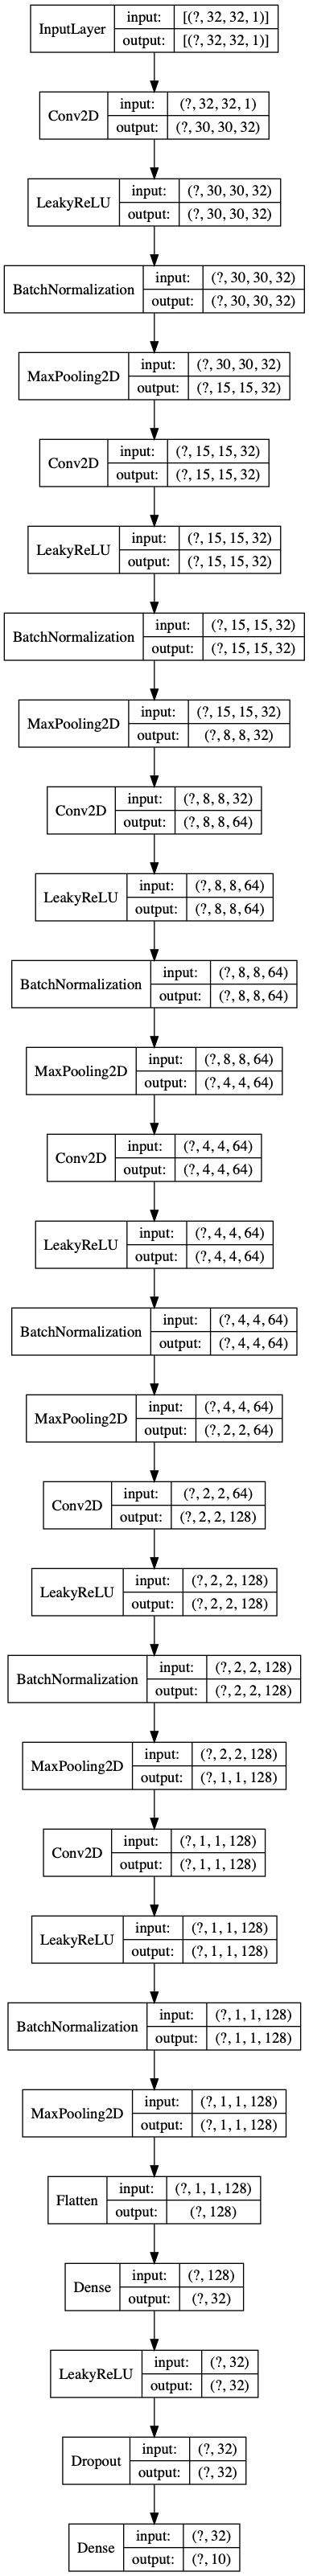 InputLayer input: [(?, 32, 32, 1)]
output: [(?, 32, 32, 1)]
Conv2D input: (?, 32, 32, 1)
output: (?, 30, 30, 32)
LeakyReLU input: (?, 30, 30, 32)
output: (?, 30, 30, 32)
BatchNormalization input: (?, 30, 30, 32)
output: (?, 30, 30, 32)
MaxPooling2D input: (?, 30, 30, 32)
output: (?, 15, 15, 32)
Conv2D input: (?, 15, 15, 32)
output: (?, 15, 15, 32)
LeakyReLU input: (?, 15, 15, 32)
output: (?, 15, 15, 32)
BatchNormalization input: (?, 15, 15, 32)
output: (?, 15, 15, 32)
MaxPooling2D input: (?, 15, 15, 32)
output: (?, 8, 8, 32)
Conv2D input: (?, 8, 8, 32)
output: (?, 8, 8, 64)
LeakyReLU input: (?, 8, 8, 64)
output: (?, 8, 8, 64)
BatchNormalization input: (?, 8, 8, 64)
output: (?, 8, 8, 64)
MaxPooling2D input: (?, 8, 8, 64)
output: (?, 4, 4, 64)
Conv2D input: (?, 4, 4, 64)
output: (?, 4, 4, 64)
LeakyReLU input: (?, 4, 4, 64)
output: (?, 4, 4, 64)
BatchNormalization input: (?, 4, 4, 64)
output: (?, 4, 4, 64)
MaxPooling2D input: (?, 4, 4, 64)
output: (?, 2, 2, 64)
Conv2D input: (?, 2, 2, 64)
output: (?, 2, 2, 128)
LeakyReLU input: (?, 2, 2, 128)
output: (?, 2, 2, 128)
BatchNormalization input: (?, 2, 2, 128)
output: (?, 2, 2, 128)
MaxPooling2D input: (?, 2, 2, 128)
output: (?, 1, 1, 128)
Conv2D input: (?, 1, 1, 128)
output: (?, 1, 1, 128)
LeakyReLU input: (?, 1, 1, 128)
output: (?, 1, 1, 128)
BatchNormalization input: (?, 1, 1, 128)
output: (?, 1, 1, 128)
MaxPooling2D input: (?, 1, 1, 128)
output: (?, 1, 1, 128)
Flatten input: (?, 1, 1, 128)
output: (?, 128)
Dense input: (?, 128)
output: (?, 32)
LeakyReLU input: (?, 32)
output: (?, 32)
Dropout input: (?, 32)
output: (?, 32)
Dense input: (?, 32)
output: (?, 10)